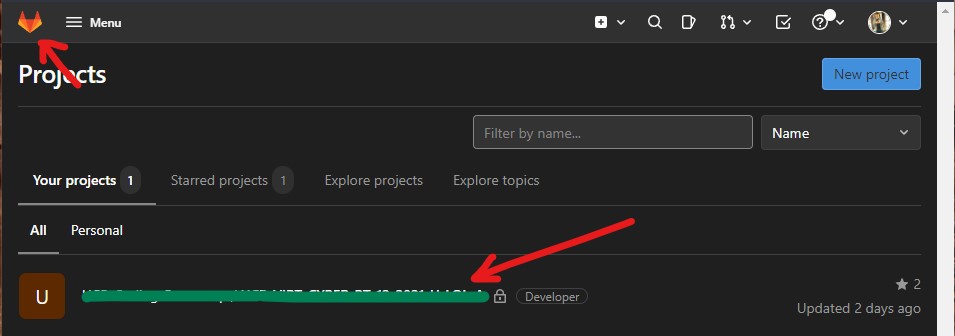 Menu
Projects
New project
Filter by name...
Name
Your projects 1
Starred projects 1
Explore projects
Explore topics
All
Personal
U
Developer
2
Updated 2 days ago